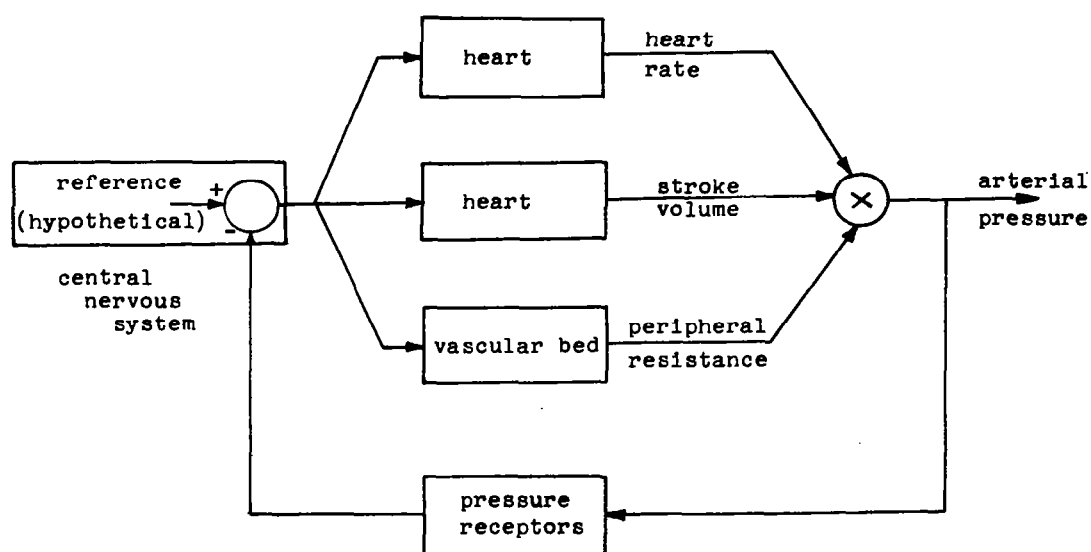 heart
heart
rate
reference
+
(hypothetical)
-
central
nervous
system
heart
stroke
volume
×
arterial
pressure
vascular bed
peripheral
resistance
pressure
receptors